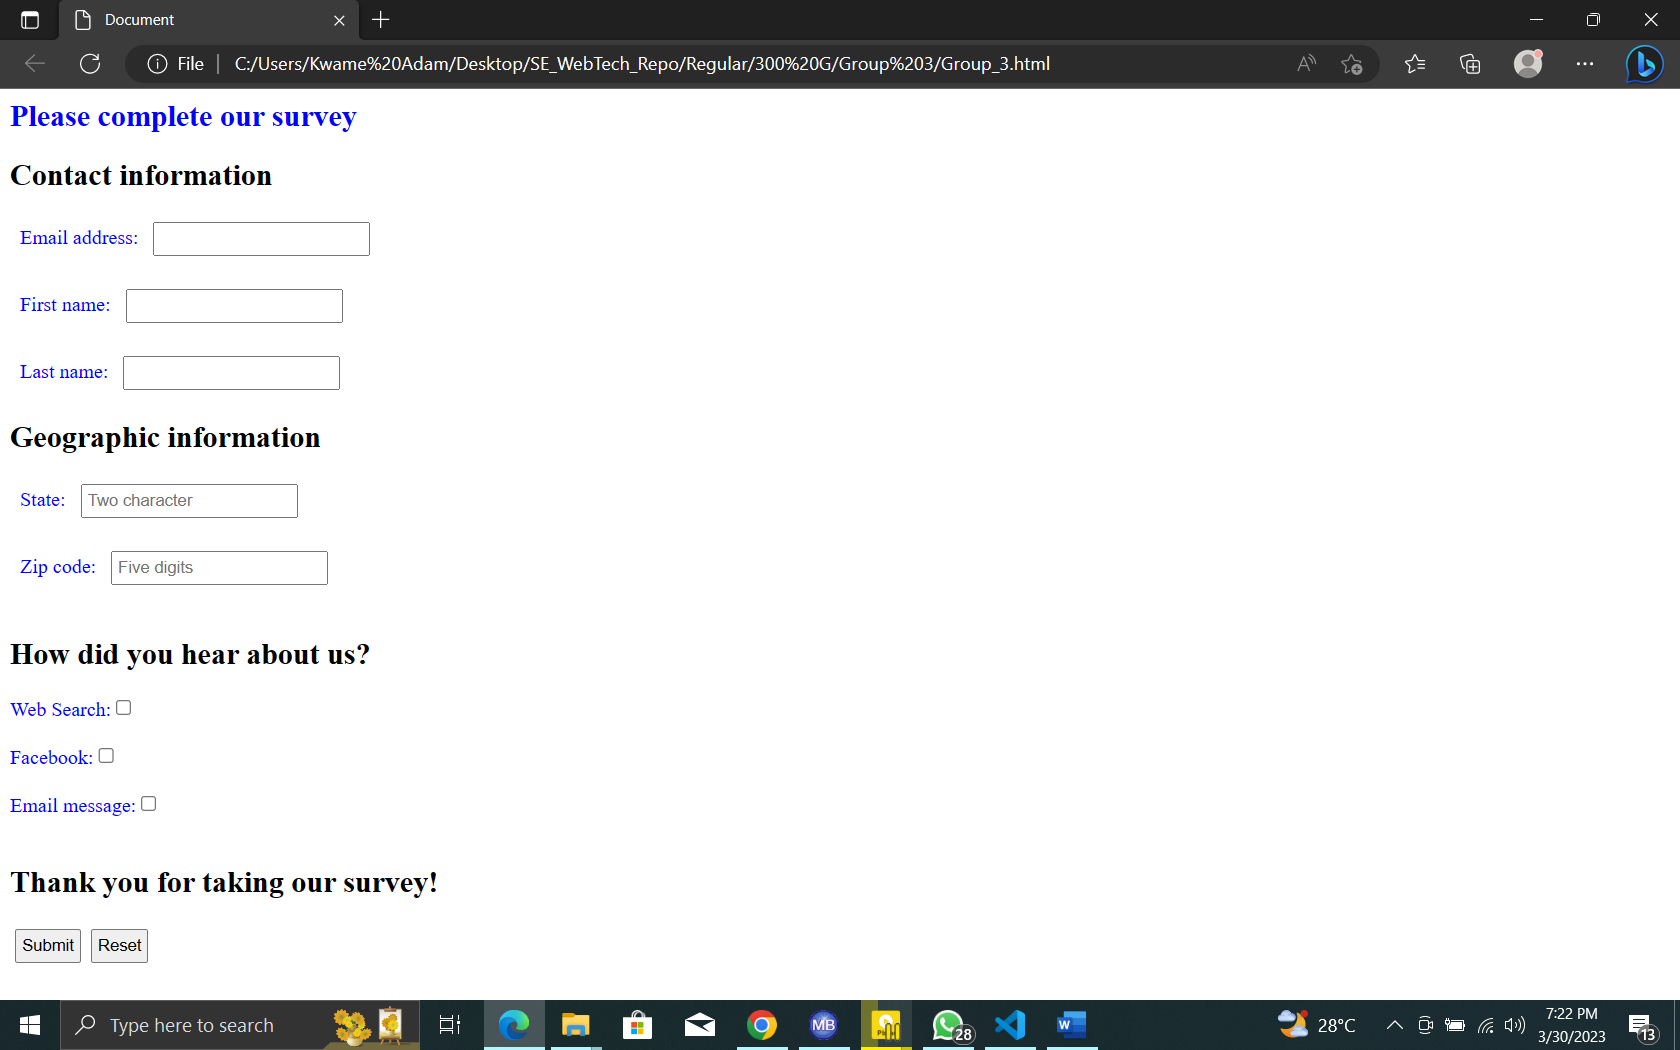 Document
File
C:/Users/Kwame%20Adam/Desktop/SE_WebTech_Repo/Regular/300%20G/Group%203/Group_3.html
Please complete our survey
Contact information
Email address:
First name:
Last name:
Geographic information
State: Two character
Zip code: Five digits
How did you hear about us?
Web Search:
Facebook:
Email message:
Thank you for taking our survey!
Submit Reset
Type here to search
MB
28
W
28°C
7:22 PM
3/30/2023
13